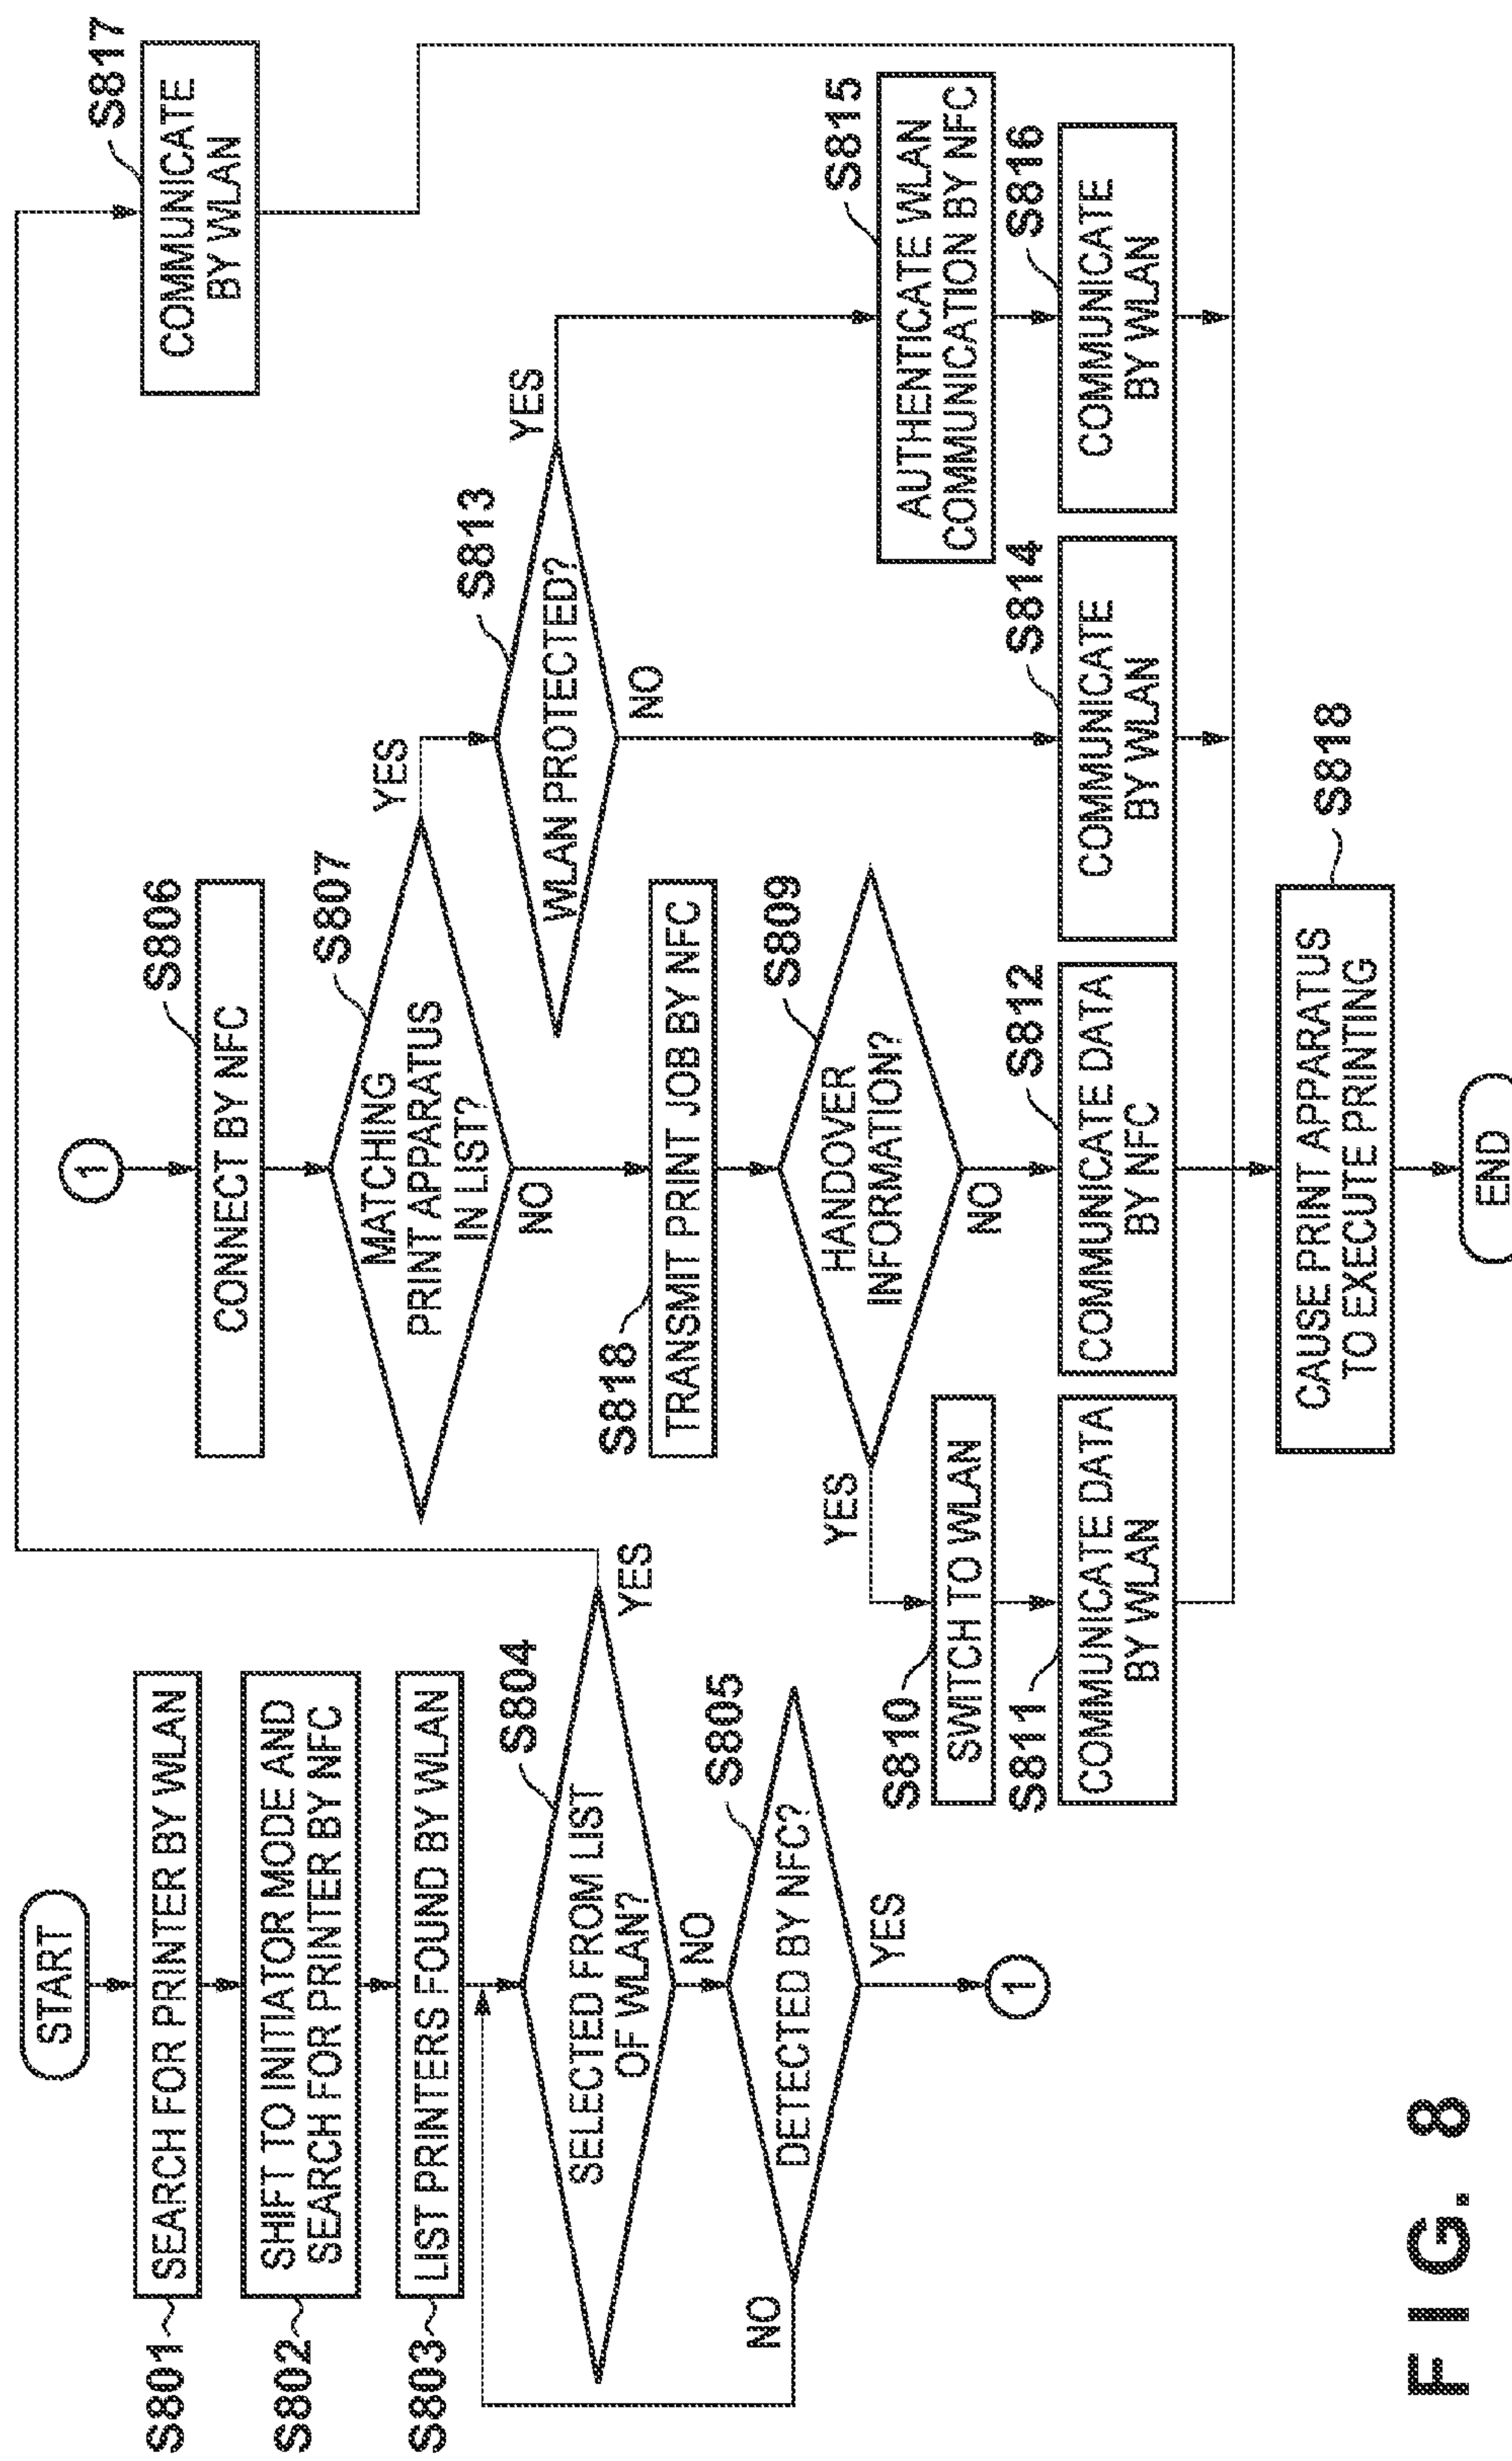 START
S801
SEARCH FOR PRINTER BY WLAN
S802
SHIFT TO INITIATOR MODE AND
SEARCH FOR PRINTER BY NFC
S803
LIST PRINTERS FOUND BY WLAN
S804
SELECTED FROM LIST
OF WLAN?
YES
NO
S805
DETECTED BY NFC?
NO
YES
1
1
S806
CONNECT BY NFC
S807
MATCHING
PRINT APPARATUS
IN LIST?
YES
NO
S818
TRANSMIT PRINT JOB BY NFC
S809
HANDOVER
INFORMATION?
YES
NO
S810
SWITCH TO WLAN
S811
COMMUNICATE DATA
BY WLAN
S812
COMMUNICATE DATA
BY NFC
S813
WLAN PROTECTED?
YES
NO
S814
COMMUNICATE
BY WLAN
S815
AUTHENTICATE WLAN
COMMUNICATION BY NFC
S816
COMMUNICATE
BY WLAN
S817
COMMUNICATE
BY WLAN
S818
CAUSE PRINT APPARATUS
TO EXECUTE PRINTING
END
FIG. 8